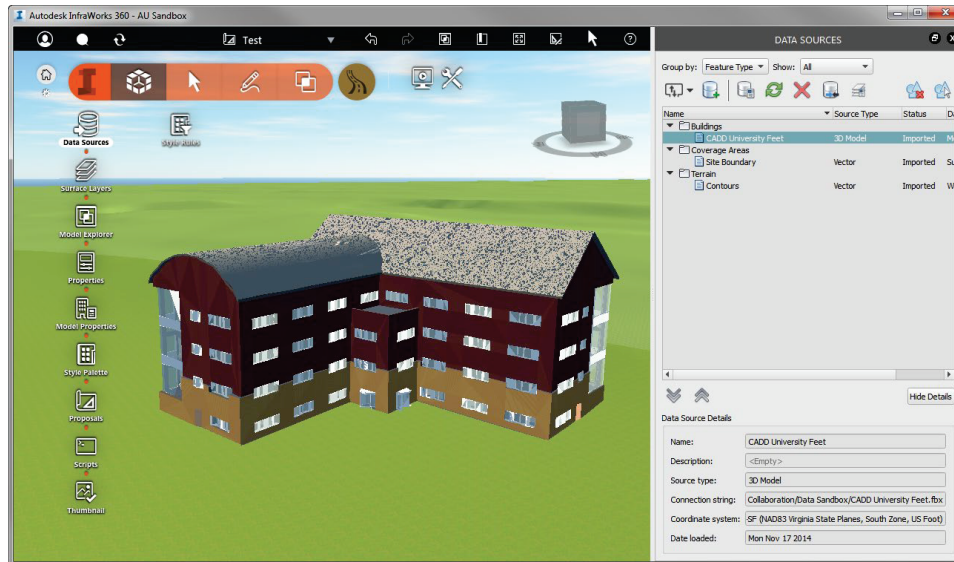 Autodesk InfraWorks 360 - AU Sandbox
Test
DATA SOURCES
Group by: Feature Type Show: All
Data Sources
Style Rules
Surface Layers
Model Explorer
Properties
Model Properties
Style Palette
Proposals
Scripts
Thumbnail
Name Source Type Status
Buildings
CADD University Feet 3D Model Imported
Coverage Areas
Site Boundary Vector Imported
Terrain
Contours Vector Imported
Hide Details
Data Source Details
Name: CADD University Feet
Description: <Empty>
Source type: 3D Model
Connection string: Collaboration/Data Sandbox/CADD University Feet.fbx
Coordinate system: SF (NAD83 Virginia State Planes, South Zone, US Foot)
Date loaded: Mon Nov 17 2014